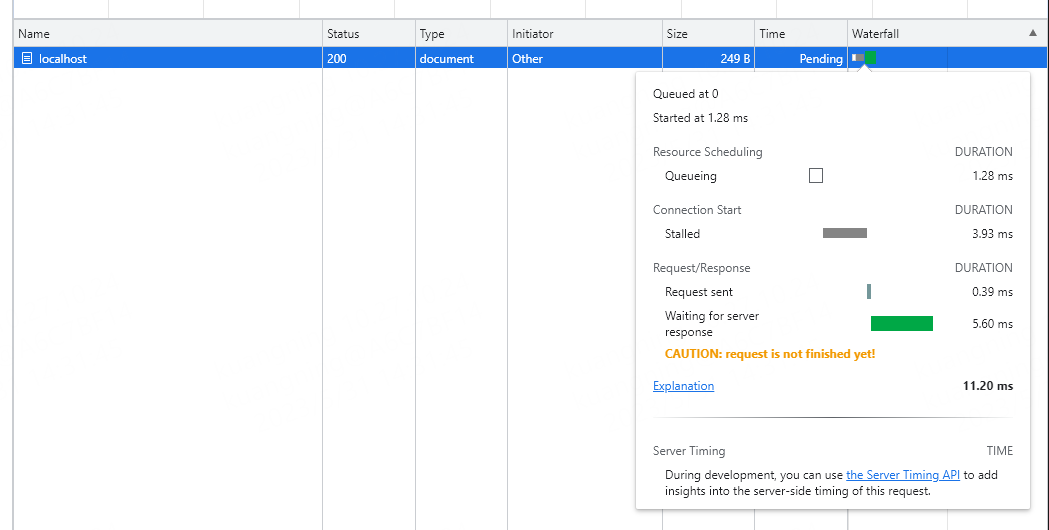 Name Status Type Initiator Size Time Waterfall
localhost 200 document Other 249 B Pending
Queued at 0
Started at 1.28 ms
Resource Scheduling DURATION
Queueing 1.28 ms
Connection Start DURATION
Stalled 3.93 ms
Request/Response DURATION
Request sent 0.39 ms
Waiting for server
response 5.60 ms
CAUTION: request is not finished yet!
Explanation 11.20 ms
Server Timing TIME
During development, you can use the Server Timing API to add
insights into the server-side timing of this request.